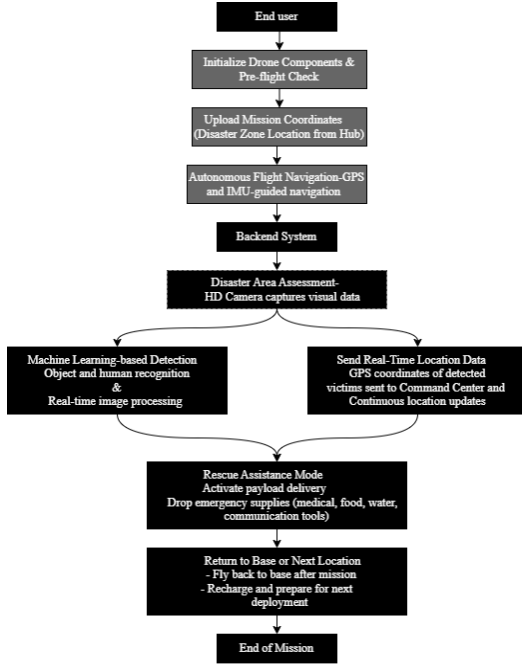 End user
Initialize Drone Components &
Pre-flight Check
Upload Mission Coordinates
(Disaster Zone Location from Hub)
Autonomous Flight Navigation-GPS
and IMU-guided navigation
Backend System
Disaster Area Assessment-
HD Camera captures visual data
Machine Learning-based Detection
Object and human recognition
&
Real-time image processing
Send Real-Time Location Data
GPS coordinates of detected
victims sent to Command Center and
Continuous location updates
Rescue Assistance Mode
Activate payload delivery
Drop emergency supplies (medical, food, water,
communication tools)
Return to Base or Next Location
- Fly back to base after mission
- Recharge and prepare for next
deployment
End of Mission